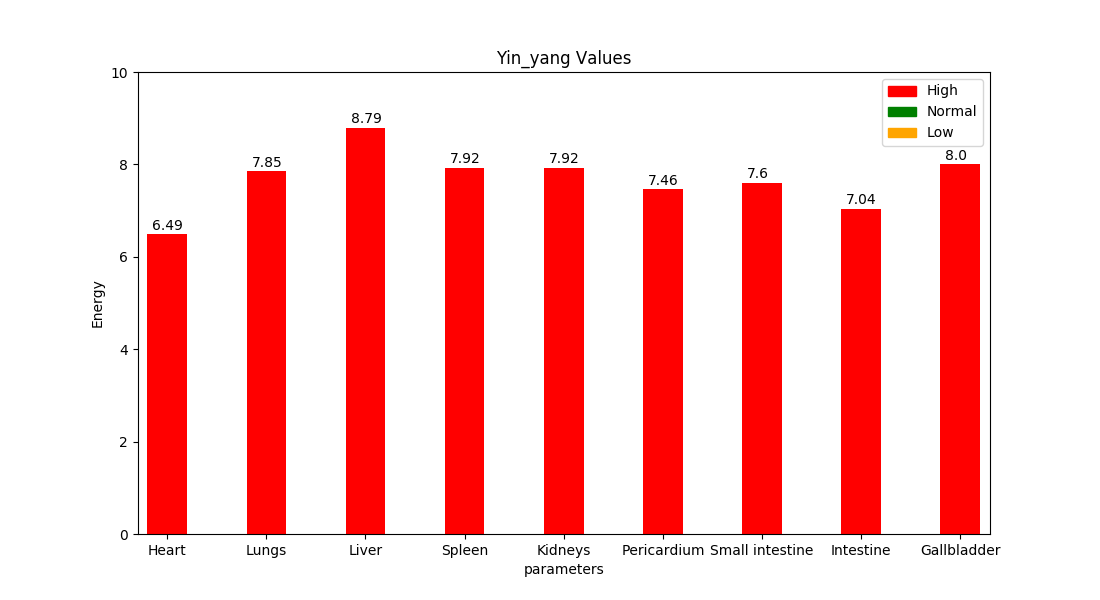 Yin_yang Values
High
Normal
Low
10
8
6
4
2
0
Energy
6.49
7.85
8.79
7.92
7.92
7.46
7.6
7.04
8.0
Heart Lungs Liver Spleen Kidneys Pericardium Small intestine Intestine Gallbladder
parameters